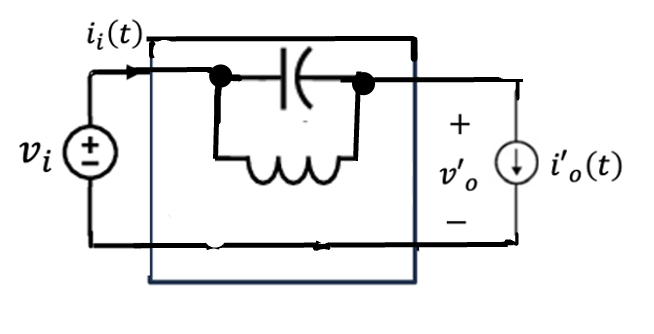 i_i(t)
v_i
+
−
+
v'_o
−
i'_o(t)